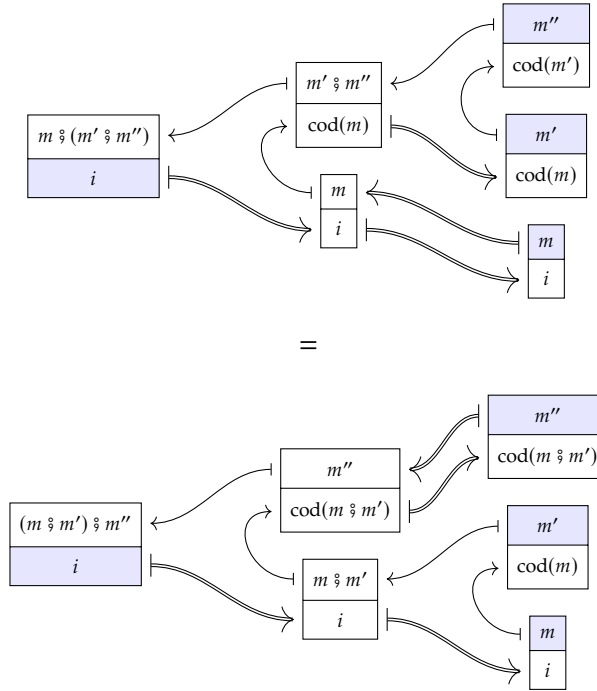 m″
cod(m′)
m′ ⨟ m″
cod(m)
m′
cod(m)
m ⨟ (m′ ⨟ m″)
i
m
i
m
i
=
m″
cod(m ⨟ m′)
m″
cod(m ⨟ m′)
(m ⨟ m′) ⨟ m″
i
m′
cod(m)
m ⨟ m′
i
m
i